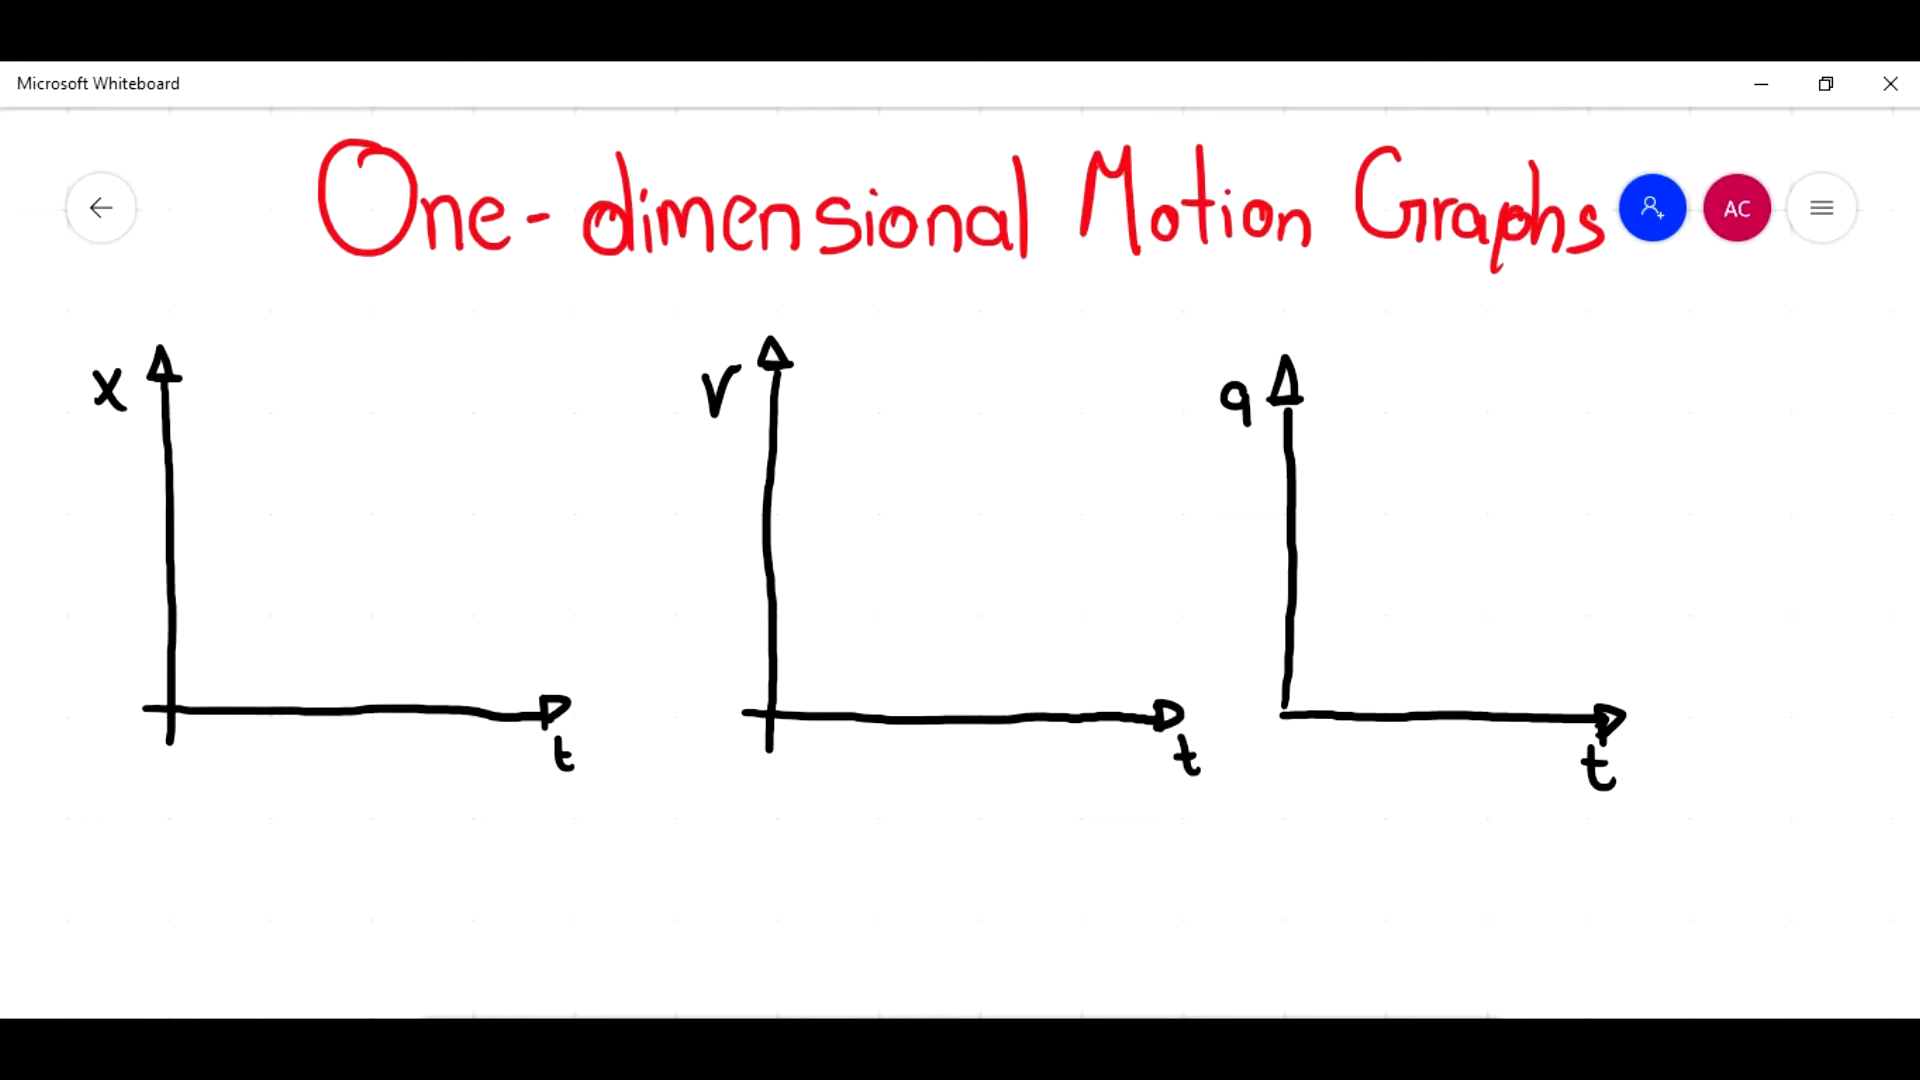 Microsoft Whiteboard
One-dimensional Motion Graphs
AC
x
v
a
t
t
t